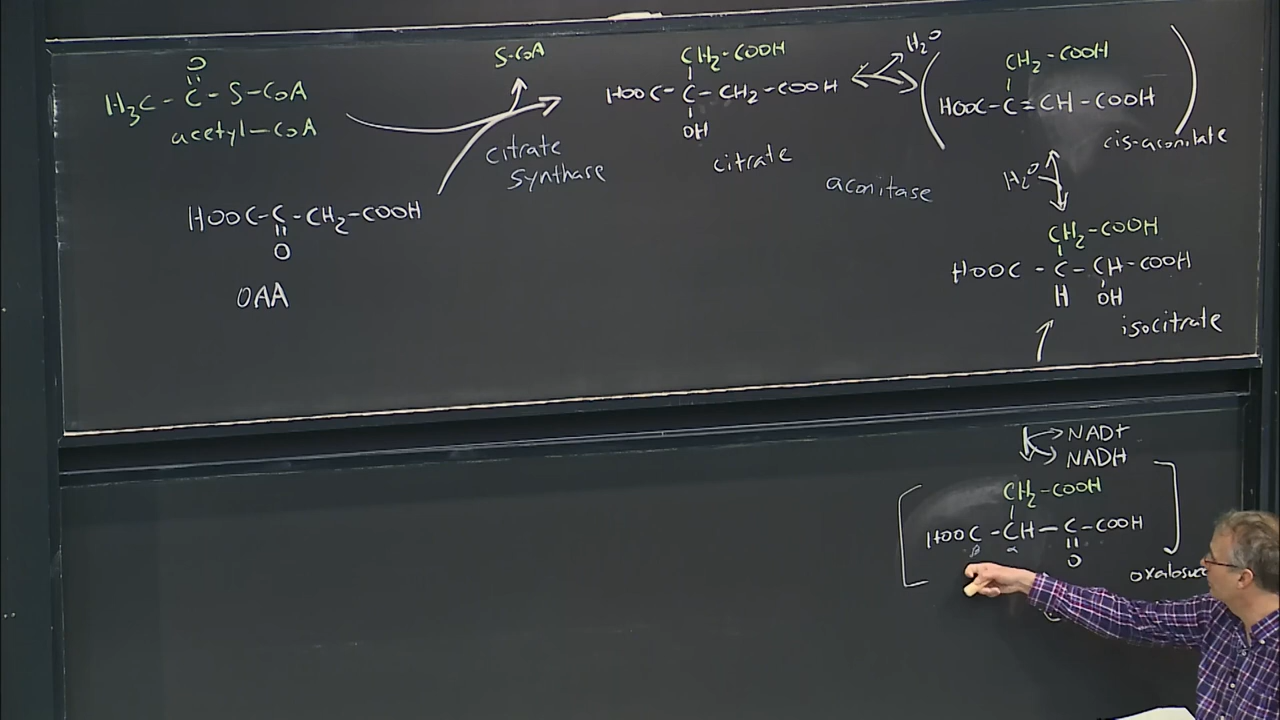 O
H3C - C - S - CoA
acetyl-CoA
HOOC-C-CH2-COOH
O
OAA
S-CoA
citrate
synthase
CH2-COOH
HOOC-C-CH2-COOH
OH
citrate
H2O
aconitase
CH2-COOH
HOOC-C=CH-COOH
cis-aconitate
H2O
CH2-COOH
HOOC-C-CH-COOH
H OH
isocitrate
NAD+
NADH
CH2-COOH
HOOC-CH-C-COOH
β α O